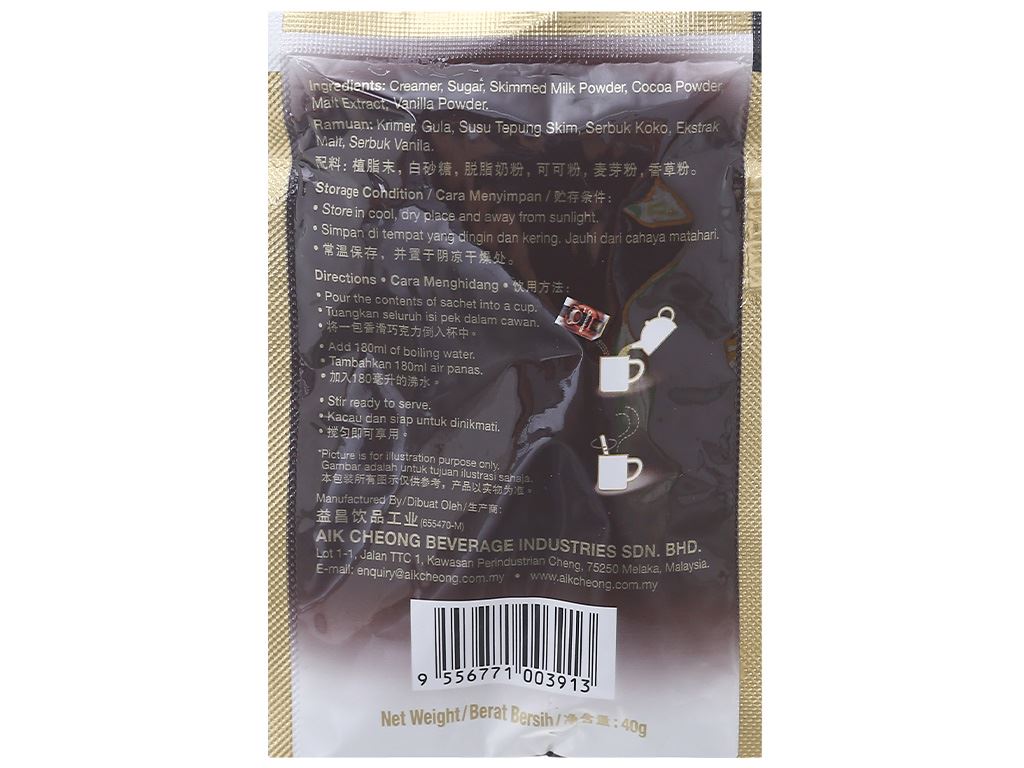 Ingredients: Creamer, Sugar, Skimmed Milk Powder, Cocoa Powder,
Malt Extract, Vanilla Powder.
Ramuan: Krimer, Gula, Susu Tepung Skim, Serbuk Koko, Ekstrak
Malt, Serbuk Vanila.
配料: 植脂末, 白砂糖, 脱脂奶粉, 可可粉, 麦芽粉, 香草粉。
Storage Condition / Cara Menyimpan / 贮存条件:
• Store in cool, dry place and away from sunlight.
• Simpan di tempat yang dingin dan kering. Jauhi dari cahaya matahari.
• 常温保存, 并置于阴凉干燥处。
Directions • Cara Menghidang • 饮用方法:
• Pour the contents of sachet into a cup.
• Tuangkan seluruh isi pek dalam cawan.
• 将一包香滑巧克力倒入杯中。
• Add 180ml of boiling water.
• Tambahkan 180ml air panas.
• 加入180毫升的沸水。
• Stir ready to serve.
• Kacau dan siap untuk dinikmati.
• 搅匀即可享用。
*Picture is for illustration purpose only.
Gambar adalah untuk tujuan ilustrasi sahaja.
本包装所有图示仅供参考, 产品以实物为准。
Manufactured By/Dibuat Oleh/生产商:
益昌饮品工业 (655470-M)
AIK CHEONG BEVERAGE INDUSTRIES SDN. BHD.
Lot 1-1, Jalan TTC 1, Kawasan Perindustrian Cheng, 75250 Melaka, Malaysia.
E-mail: enquiry@aikcheong.com.my • www.aikcheong.com.my
9 556771 003913
Net Weight/Berat Bersih/净含量: 40g